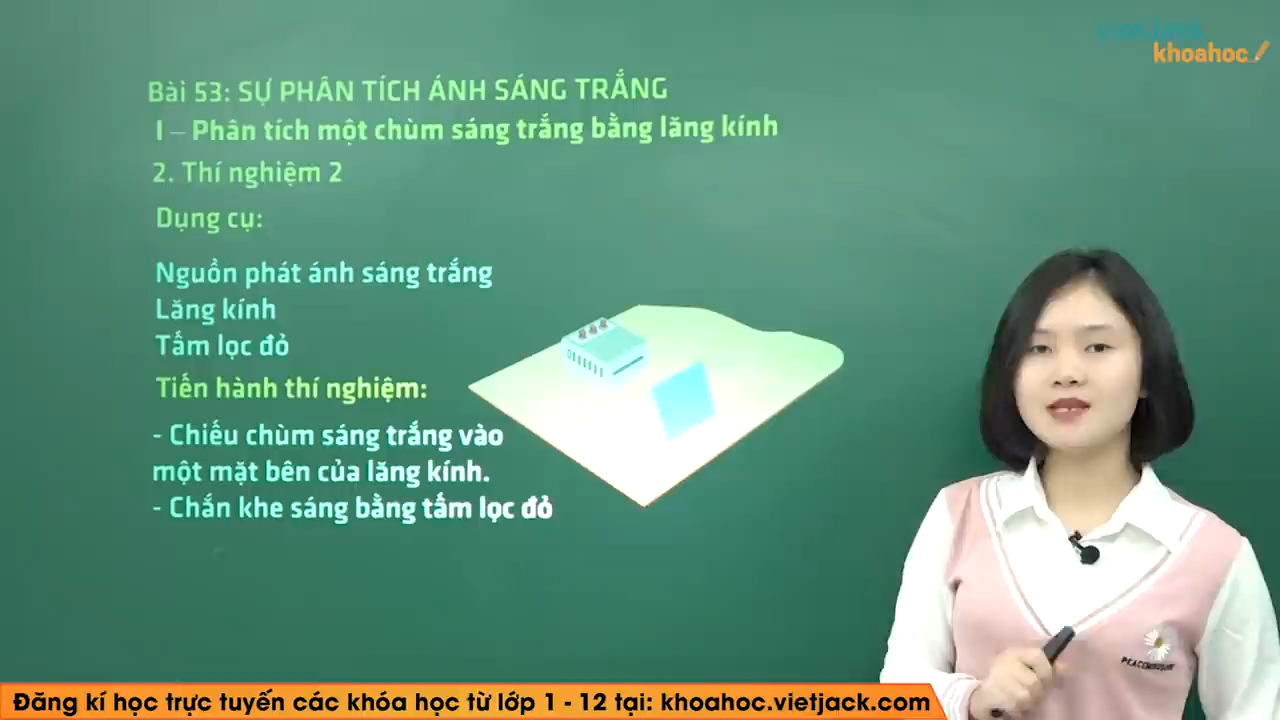 vietjack
khoahoc
Bài 53: SỰ PHÂN TÍCH ÁNH SÁNG TRẮNG
I – Phân tích một chùm sáng trắng bằng lăng kính
2. Thí nghiệm 2
Dụng cụ:
Nguồn phát ánh sáng trắng
Lăng kính
Tấm lọc đỏ
Tiến hành thí nghiệm:
- Chiếu chùm sáng trắng vào
một mặt bên của lăng kính.
- Chắn khe sáng bằng tấm lọc đỏ
Đăng kí học trực tuyến các khóa học từ lớp 1 - 12 tại: khoahoc.vietjack.com